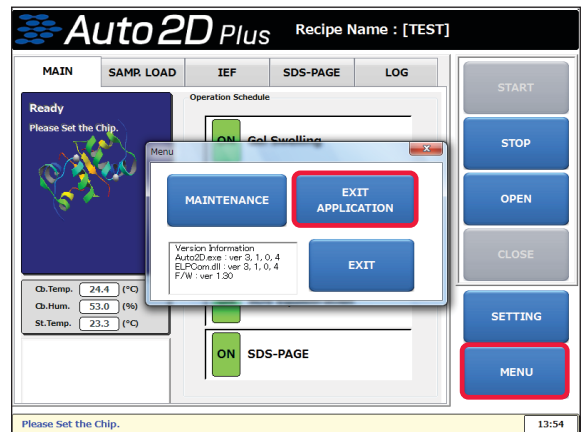 Auto2D Plus
Recipe Name : [TEST]
MAIN
SAMP. LOAD
IEF
SDS-PAGE
LOG
Ready
Please Set the Chip.
Operation Schedule
ON
Gel Swelling
Menu
x
MAINTENANCE
EXIT
APPLICATION
Version Information
Auto2D.exe : ver 3, 1, 0, 4
ELPCom.dll : ver 3, 1, 0, 4
F/W : ver 1.30
EXIT
ON
SDS-PAGE
Cb.Temp.
24.4
(°C)
Cb.Hum.
53.0
(%)
St.Temp.
23.3
(°C)
START
STOP
OPEN
CLOSE
SETTING
MENU
Please Set the Chip.
13:54